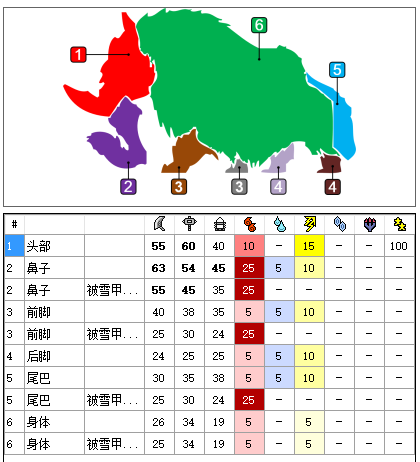 6
1
5
2
3
3
4
4
#
1 头部 55 60 40 10 – 15 – – 100
2 鼻子 63 54 45 25 5 10 – – –
2 鼻子 被雪甲... 55 45 35 25 – – – – –
3 前脚 40 38 35 5 5 10 – – –
3 前脚 被雪甲... 25 30 24 25 – – – – –
4 后脚 24 25 25 5 5 10 – – –
5 尾巴 30 35 38 5 5 10 – – –
5 尾巴 被雪甲... 25 30 24 25 – – – – –
6 身体 26 34 19 5 – 5 – – –
6 身体 被雪甲... 25 34 19 5 – 5 – – –